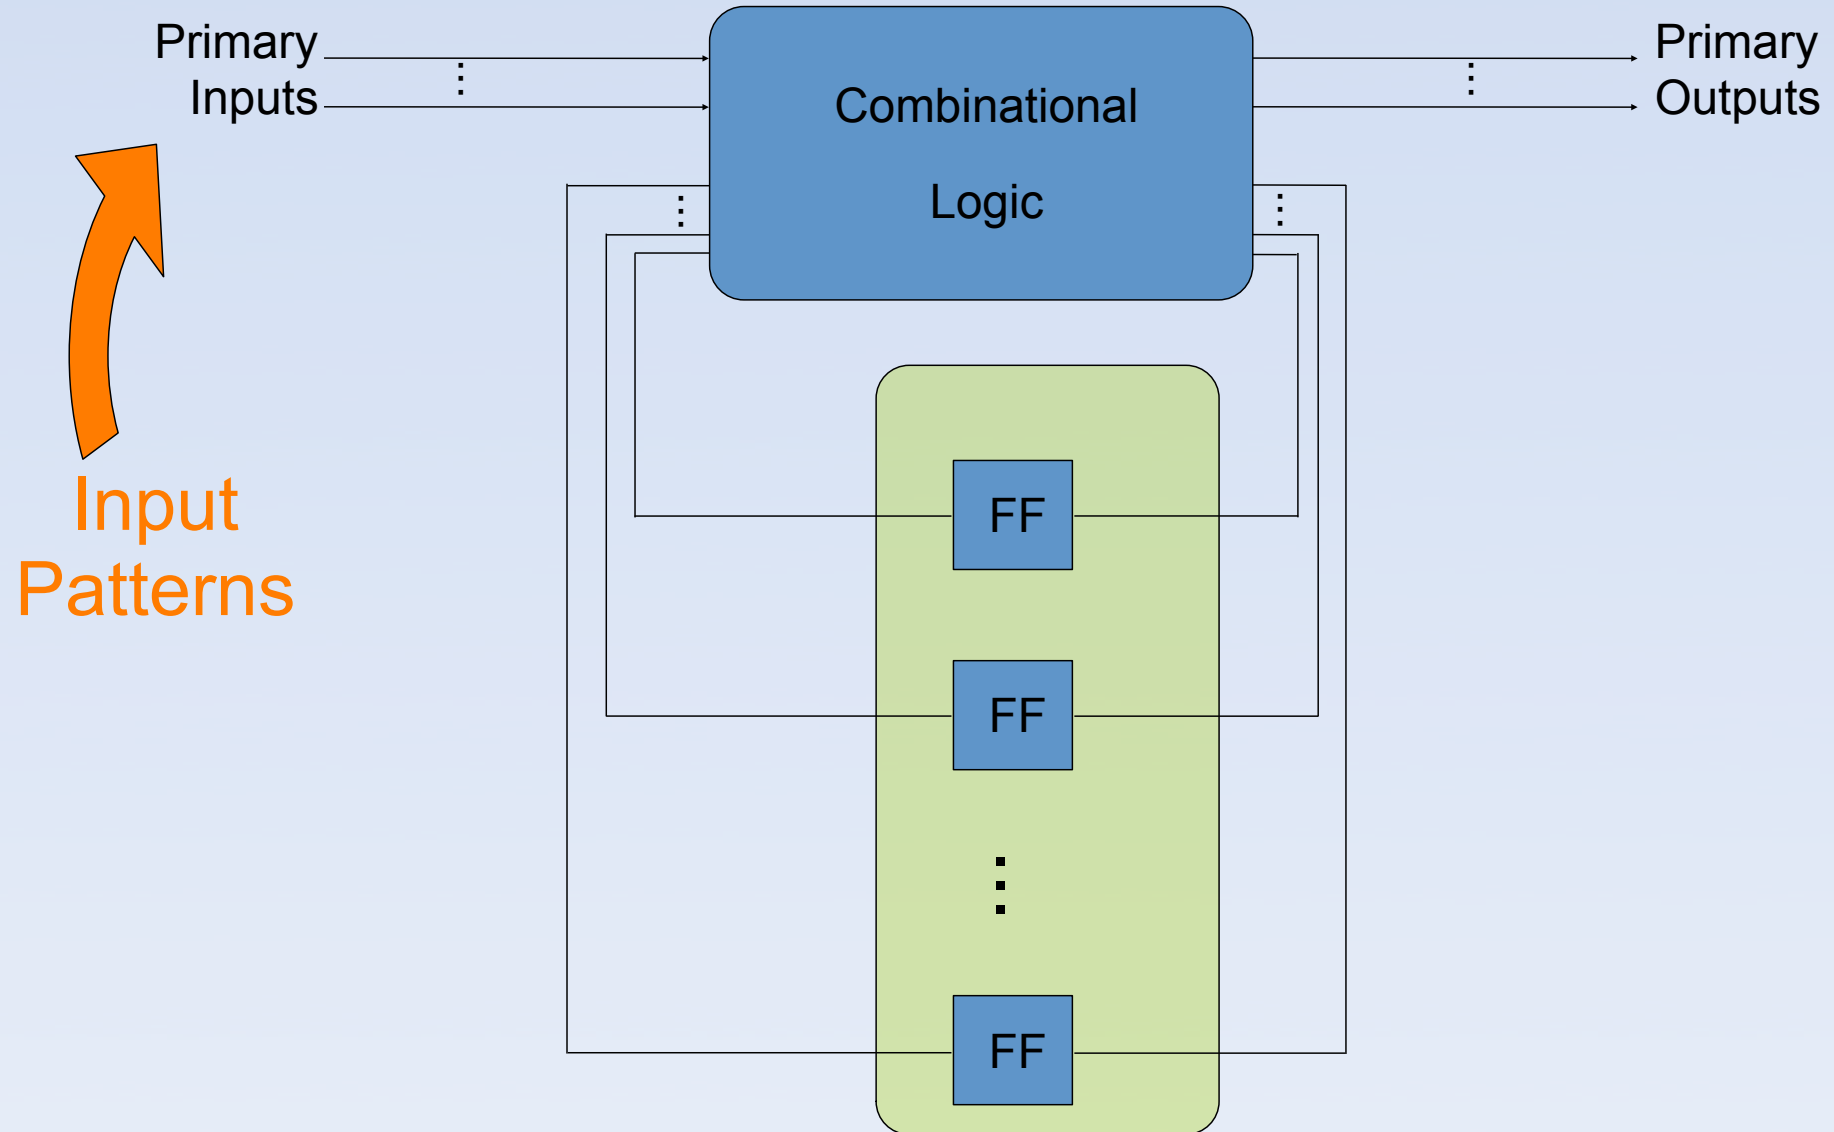 Primary
Inputs
Combinational
Logic
Primary
Outputs
Input
Patterns
FF
FF
FF